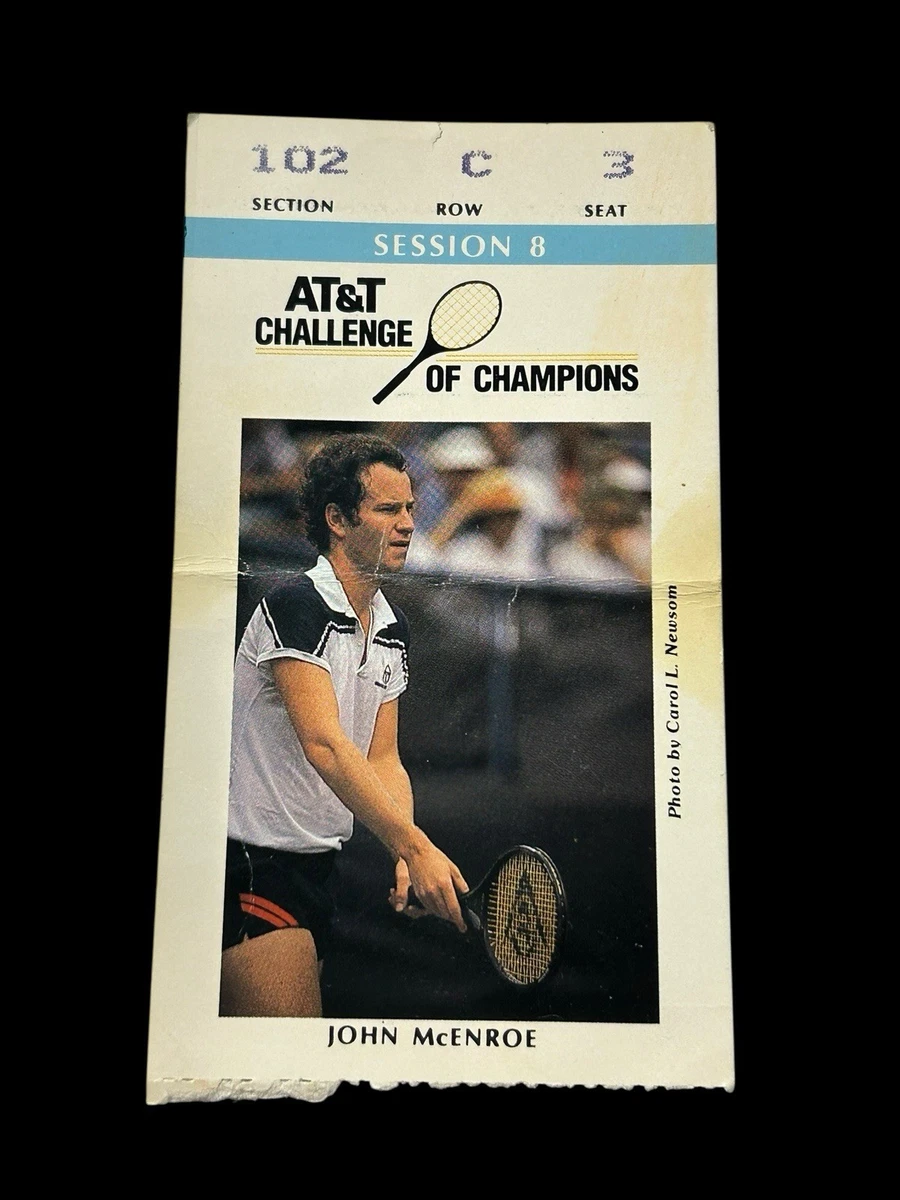 102 C 3
SECTION ROW SEAT
SESSION 8
AT&T
CHALLENGE
OF CHAMPIONS
Photo by Carol L. Newsom
JOHN McENROE